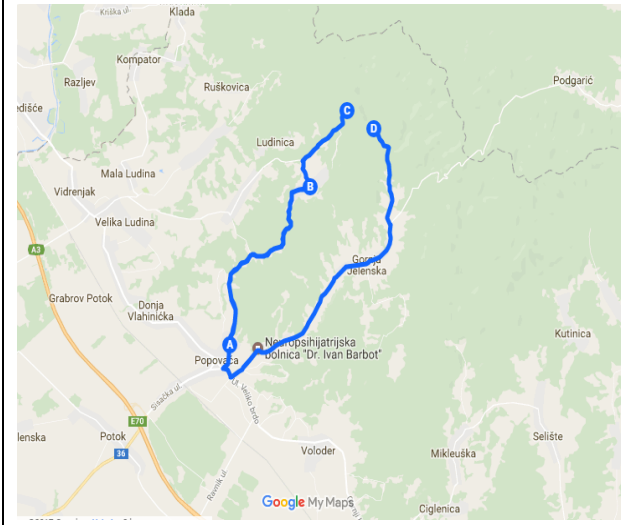 Kriška ul.
Klada
Kompator
Razljev
Podgarić
Ruškovica
edišće
C
D
Ludinica
Mala Ludina
Vidrenjak
B
Velika Ludina
A3
Gornja
Jelenska
Grabrov Potok
Donja
Vlahinička
Kutinica
A
Neuropsihijatrijska
bolnica "Dr. Ivan Barbot"
Popovača
Sisačka ul.
Ul. Veliko brdo
E70
Potok
lenska
36
Voloder
Selište
Mikleuška
Ravnik ul.
Google My Maps
Ciglenica